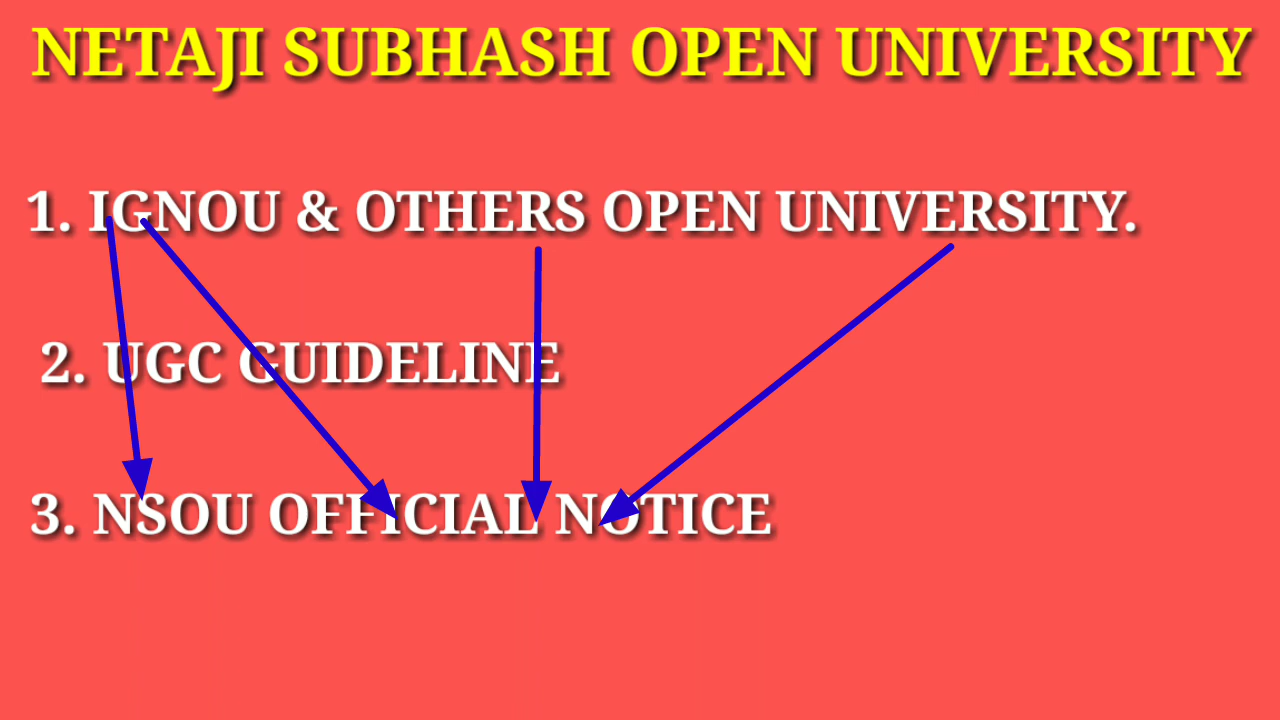 NETAJI SUBHASH OPEN UNIVERSITY
1. IGNOU & OTHERS OPEN UNIVERSITY.
2. UGC GUIDELINE
3. NSOU OFFICIAL NOTICE